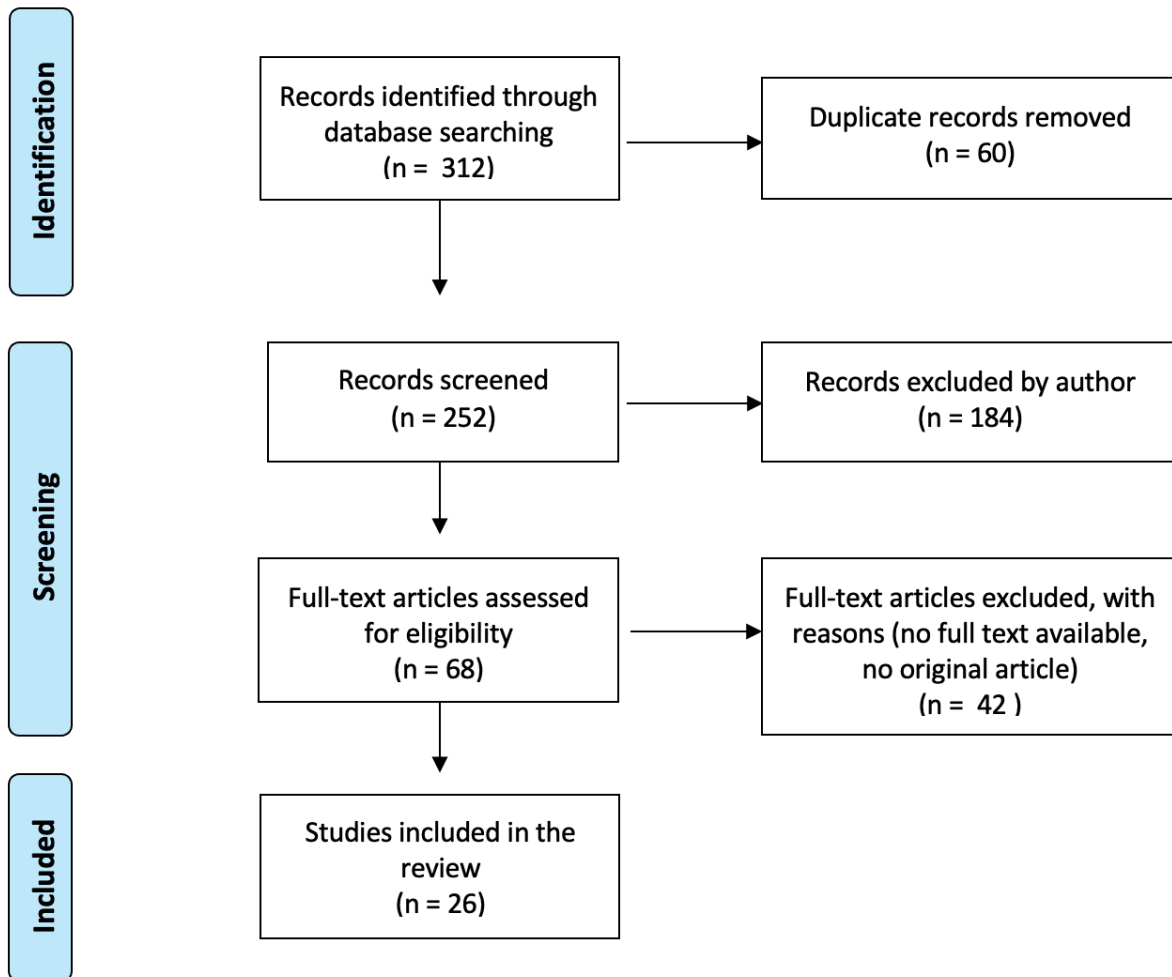 Identification
Records identified through
database searching
(n =  312)
Duplicate records removed
(n = 60)
Screening
Records screened
(n = 252)
Records excluded by author
(n = 184)
Full-text articles assessed
for eligibility
(n = 68)
Full-text articles excluded, with
reasons (no full text available,
no original article)
(n =  42 )
Included
Studies included in the
review
(n = 26)